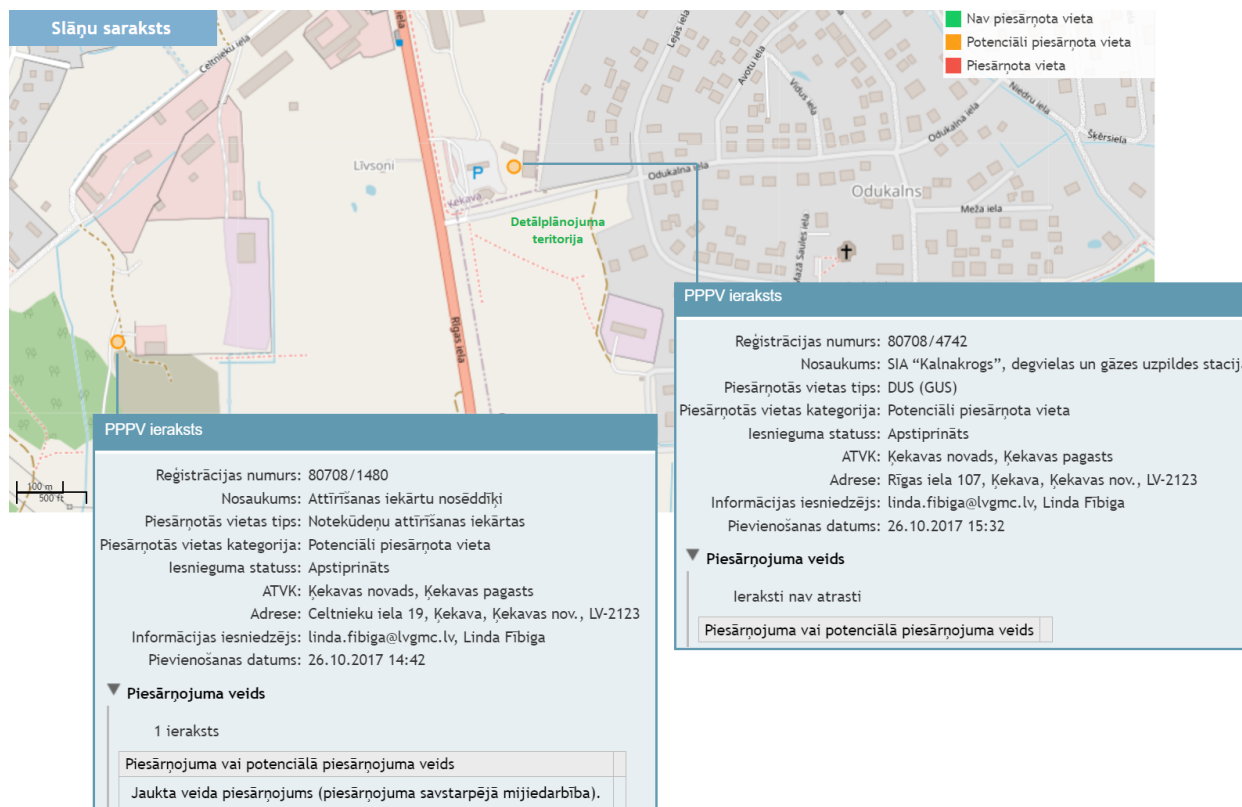 Slāņu saraksts
Nav piesārņota vieta
Potenciāli piesārņota vieta
Piesārņota vieta
Celtnieku iela
iela
Lejas iela
Avotu iela
Vidus iela
Niedru iela
Šķērsiela
Odukalna iela
Līvsoņi
P
Odukalna iela
Ķekava
Odukalns
Meža iela
Detālplānojuma
teritorija
Mazā Saules iela
Rīgas iela
100 m
500 ft
PPPV ieraksts
Reģistrācijas numurs: 80708/4742
Nosaukums: SIA “Kalnakrogs”, degvielas un gāzes uzpildes stacija
Piesārņotās vietas tips: DUS (GUS)
Piesārņotās vietas kategorija: Potenciāli piesārņota vieta
Iesnieguma statuss: Apstiprināts
ATVK: Ķekavas novads, Ķekavas pagasts
Adrese: Rīgas iela 107, Ķekava, Ķekavas nov., LV-2123
Informācijas iesniedzējs: linda.fibiga@lvgmc.lv, Linda Fībiga
Pievienošanas datums: 26.10.2017 15:32
Piesārņojuma veids
Ieraksti nav atrasti
Piesārņojuma vai potenciālā piesārņojuma veids
PPPV ieraksts
Reģistrācijas numurs: 80708/1480
Nosaukums: Attīrīšanas iekārtu nosēddīķi
Piesārņotās vietas tips: Notekūdeņu attīrīšanas iekārtas
Piesārņotās vietas kategorija: Potenciāli piesārņota vieta
Iesnieguma statuss: Apstiprināts
ATVK: Ķekavas novads, Ķekavas pagasts
Adrese: Celtnieku iela 19, Ķekava, Ķekavas nov., LV-2123
Informācijas iesniedzējs: linda.fibiga@lvgmc.lv, Linda Fībiga
Pievienošanas datums: 26.10.2017 14:42
Piesārņojuma veids
1 ieraksts
Piesārņojuma vai potenciālā piesārņojuma veids
Jaukta veida piesārņojums (piesārņojuma savstarpējā mijiedarbība).